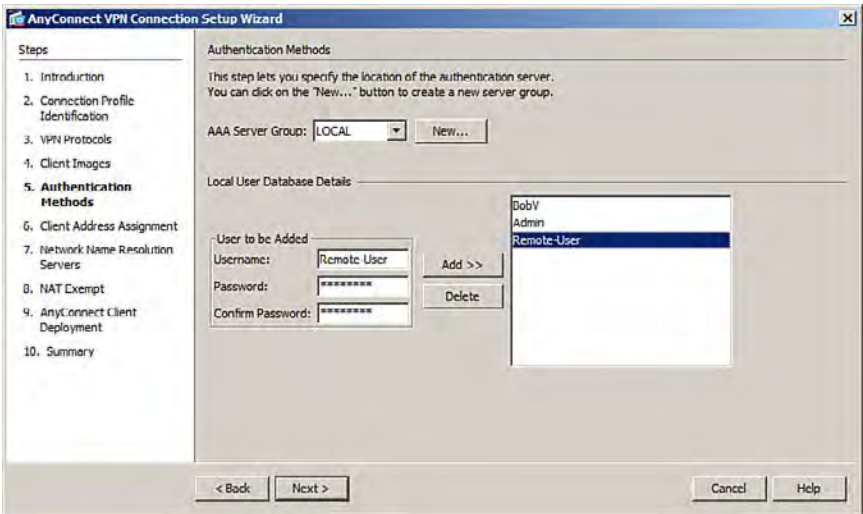 AnyConnect VPN Connection Setup Wizard
Steps
1. Introduction
2. Connection Profile
Identification
3. VPN Protocols
4. Client Images
5. Authentication
Methods
6. Client Address Assignment
7. Network Name Resolution
Servers
8. NAT Exempt
9. AnyConnect Client
Deployment
10. Summary
Authentication Methods
This step lets you specify the location of the authentication server.
You can click on the "New..." button to create a new server group.
AAA Server Group: LOCAL New...
Local User Database Details
User to be Added
Username: Remote-User
Password: ********
Confirm Password: ********
Add >>
Delete
BobV
Admin
Remote-User
< Back Next > Cancel Help